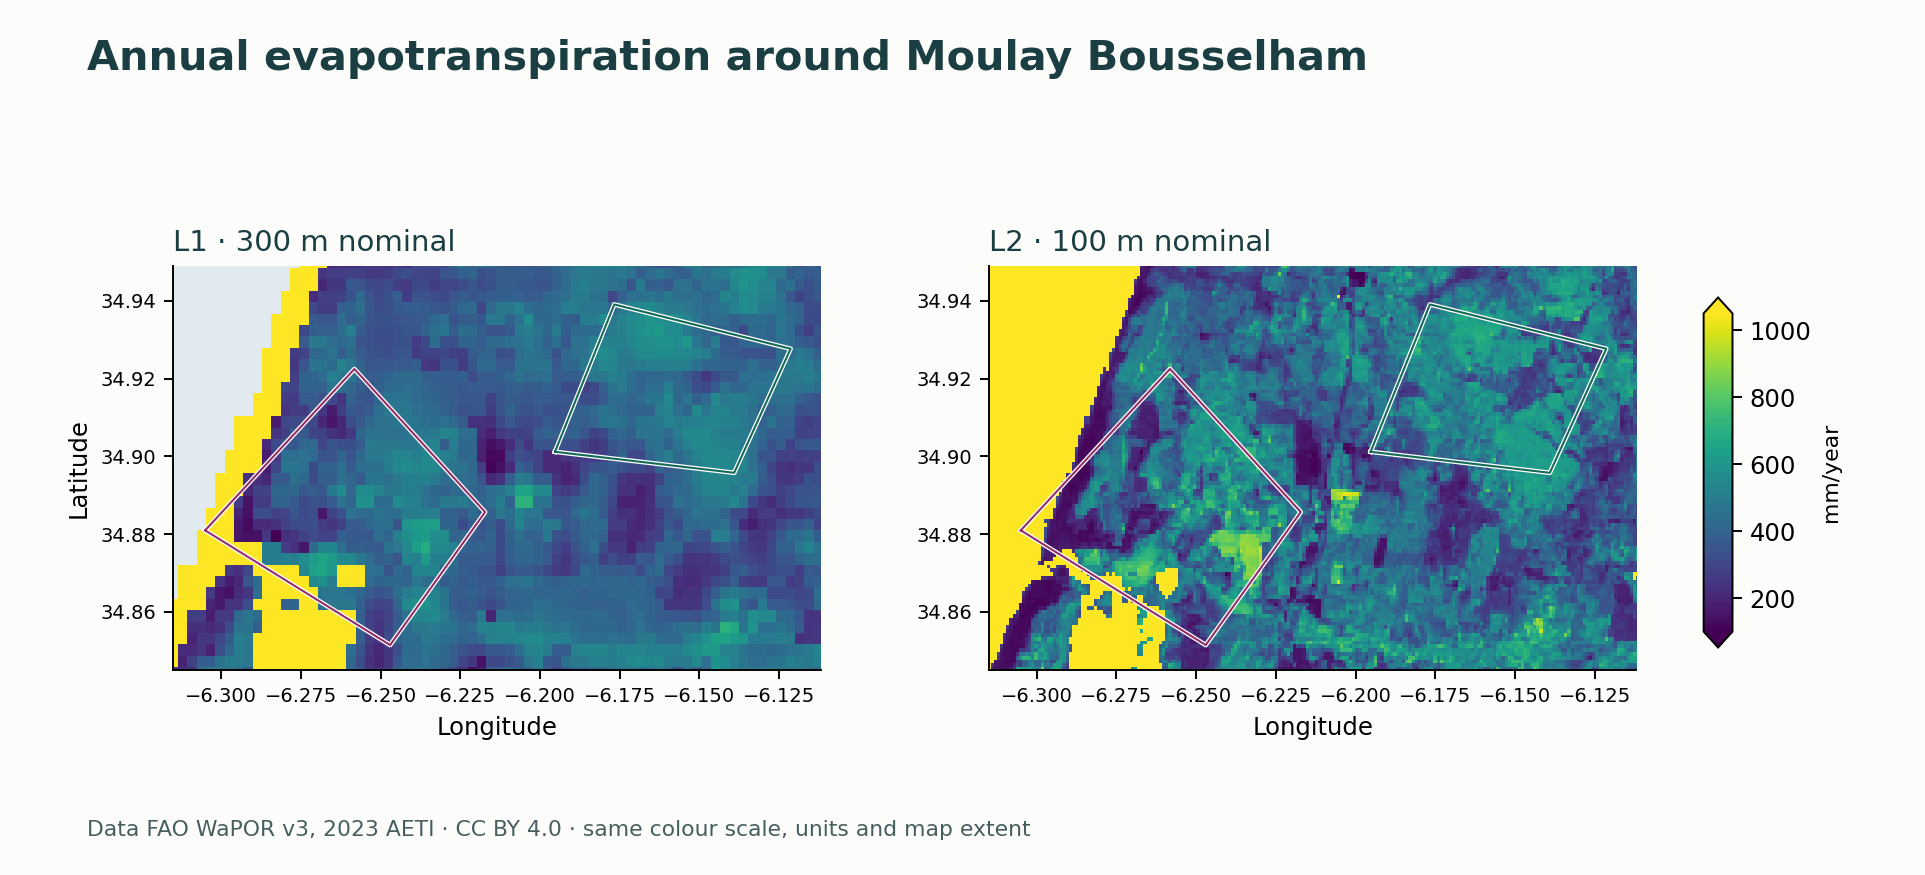 Annual evapotranspiration around Moulay Bousselham
L1 · 300 m nominal
34.94
34.92
34.90
34.88
34.86
Latitude
−6.300 −6.275 −6.250 −6.225 −6.200 −6.175 −6.150 −6.125
Longitude
L2 · 100 m nominal
34.94
34.92
34.90
34.88
34.86
−6.300 −6.275 −6.250 −6.225 −6.200 −6.175 −6.150 −6.125
Longitude
1000
800
600
400
200
mm/year
Data FAO WaPOR v3, 2023 AETI · CC BY 4.0 · same colour scale, units and map extent